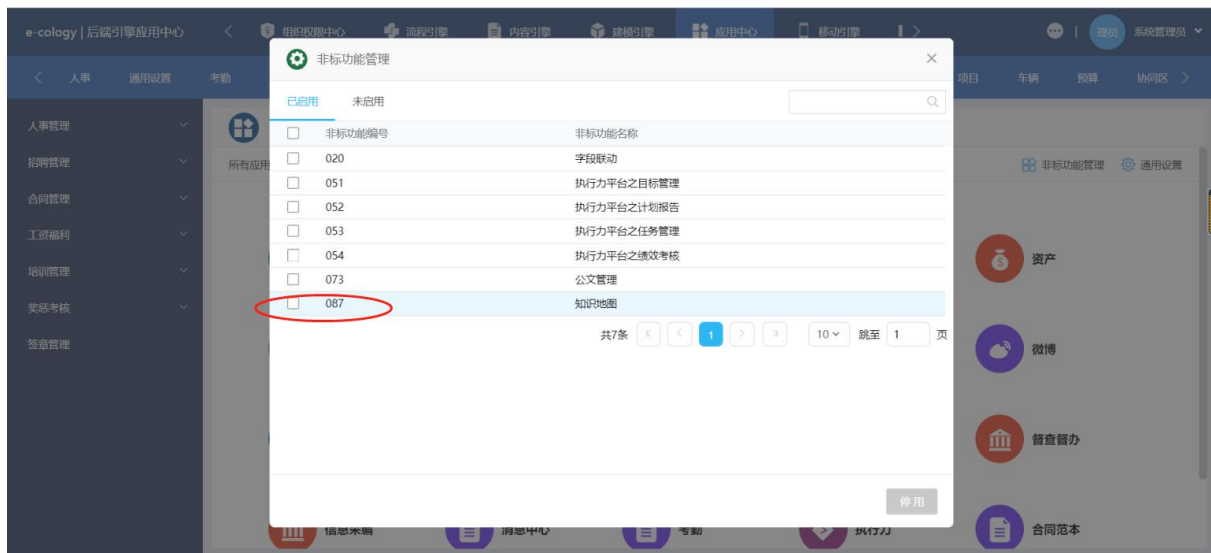 e-cology | 后端引擎应用中心 组织权限中心 流程引擎 内容引擎 建模引擎 应用中心 移动引擎 理员 系统管理员
人事 通用设置 考勤 项目 车辆 预算 协同区
人事管理
招聘管理
合同管理
工资福利
培训管理
奖惩考核
签章管理
所有应用
非标功能管理 通用设置
非标功能管理
已启用 未启用
非标功能编号 非标功能名称
020 字段联动
051 执行力平台之目标管理
052 执行力平台之计划报告
053 执行力平台之任务管理
054 执行力平台之绩效考核
073 公文管理
087 知识地图
共7条 1 10 跳至 1 页
停用
资产
微博
督查督办
信息采编 消息中心 考勤 执行力 合同范本